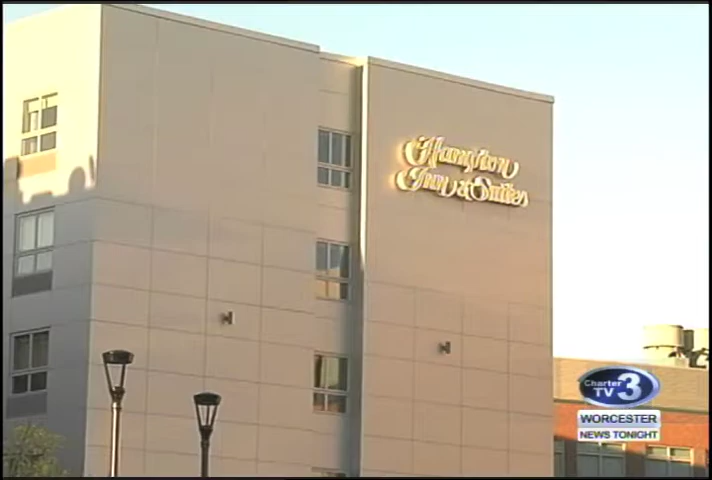 Hampton
Inn & Suites
Charter
TV 3
WORCESTER
NEWS TONIGHT